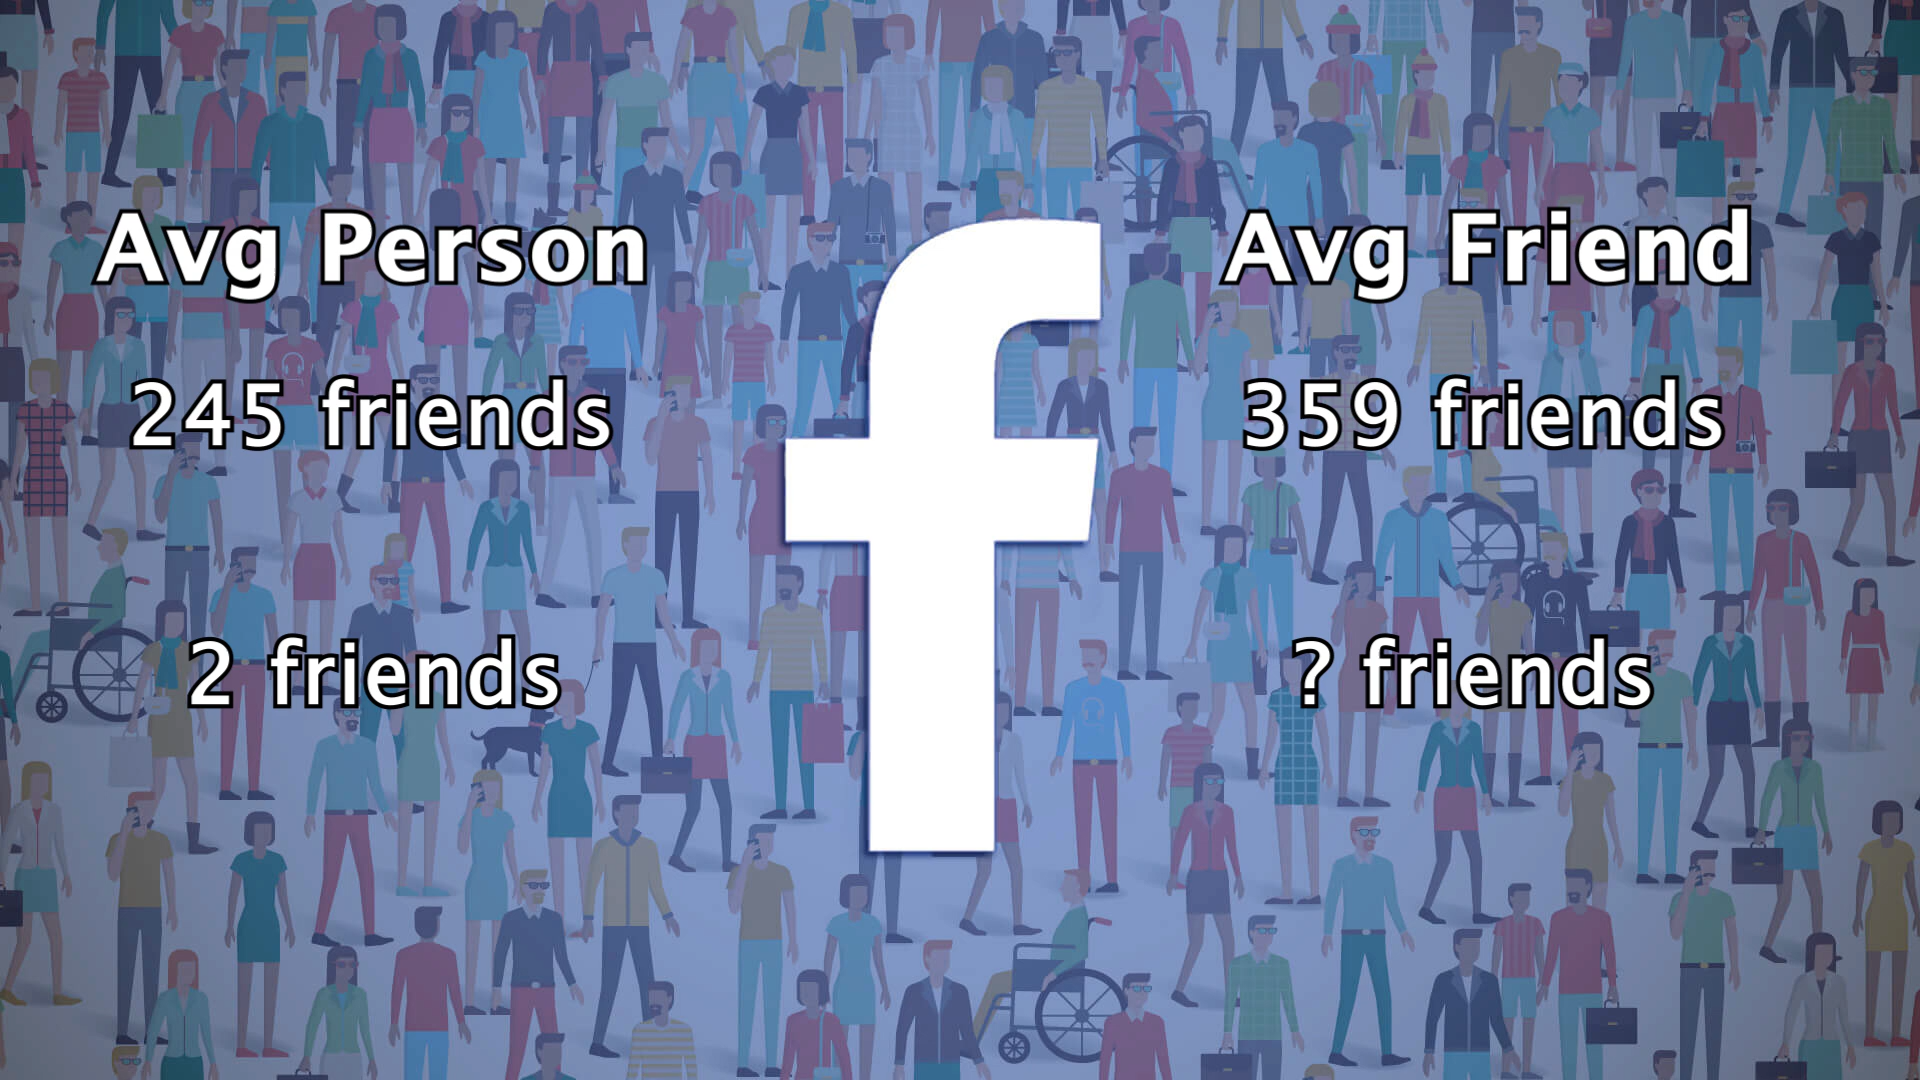 Avg Person
245 friends
2 friends
f
Avg Friend
359 friends
? friends